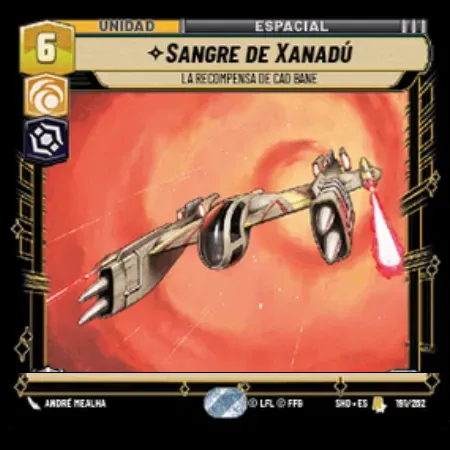 UNIDAD ESPACIAL
6
SANGRE DE XANADÚ
LA RECOMPENSA DE CAD BANE
ANDRÉ MEALHA © LFL © FFG SHD • ES 191/262